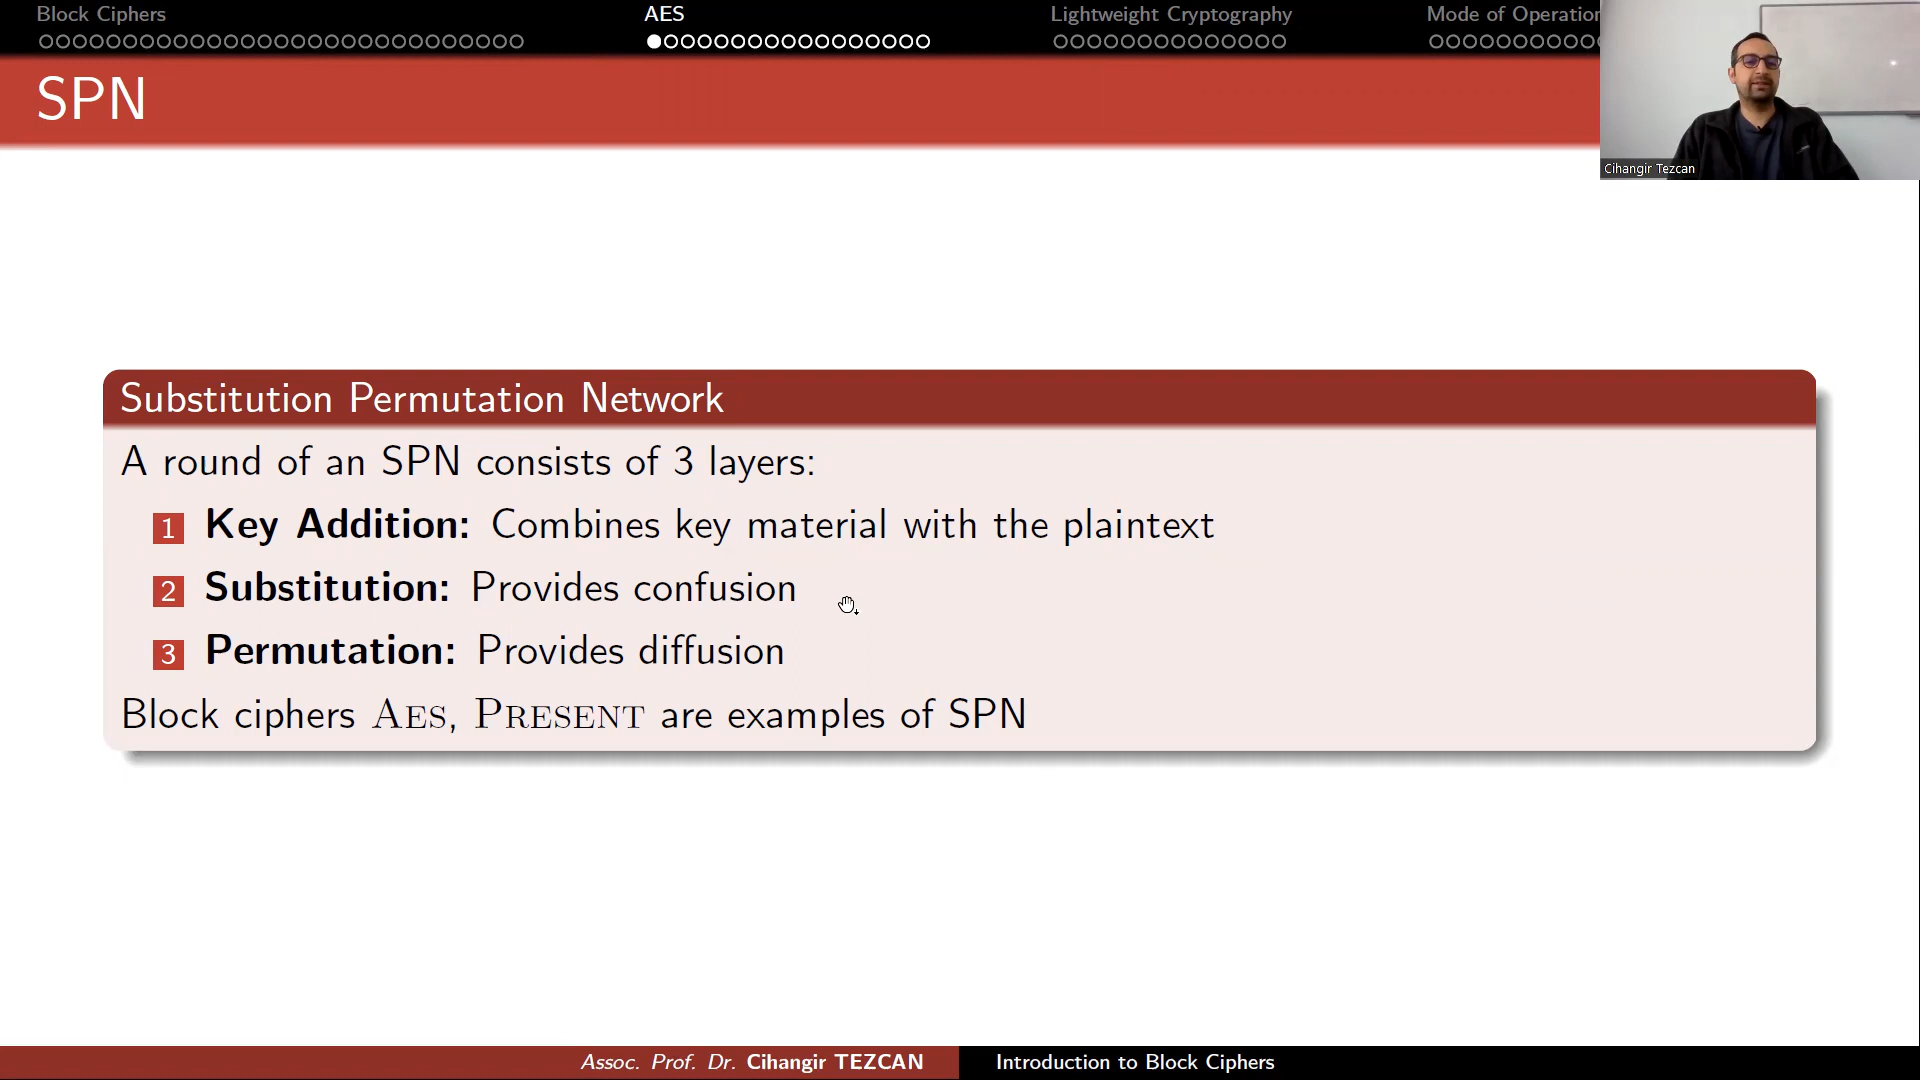 Block Ciphers
AES
Lightweight Cryptography
Mode of Operation
SPN
Cihangir Tezcan
Substitution Permutation Network
A round of an SPN consists of 3 layers:
1 Key Addition: Combines key material with the plaintext
2 Substitution: Provides confusion
3 Permutation: Provides diffusion
Block ciphers AES, PRESENT are examples of SPN
Assoc. Prof. Dr. Cihangir TEZCAN
Introduction to Block Ciphers